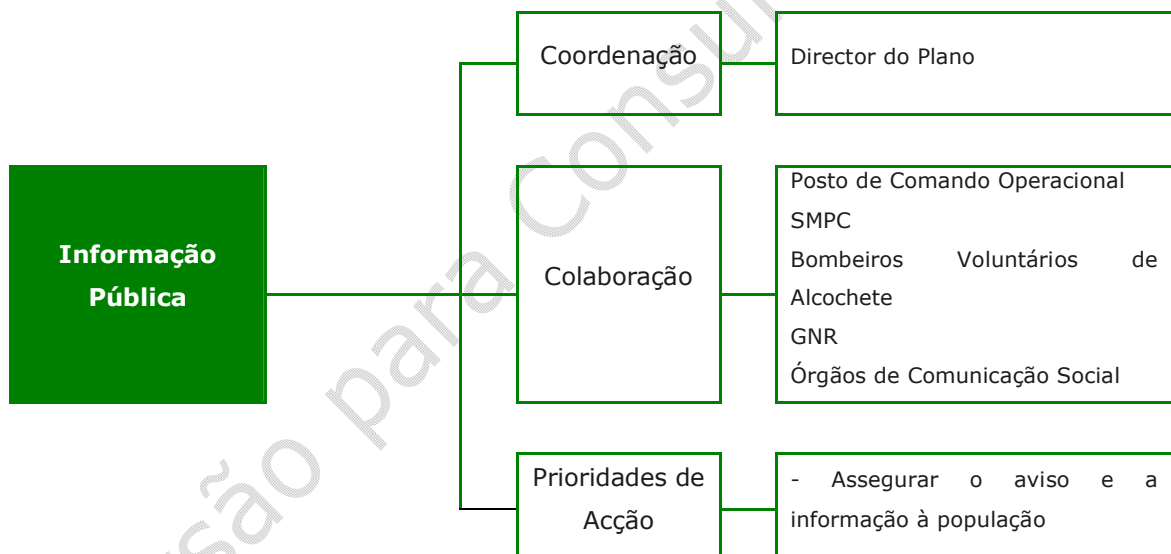 Coordenação
Director do Plano
Informação
Pública
Colaboração
Posto de Comando Operacional
SMPC
Bombeiros Voluntários de
Alcochete
GNR
Órgãos de Comunicação Social
Prioridades de
Acção
- Assegurar o aviso e a
informação à população
para